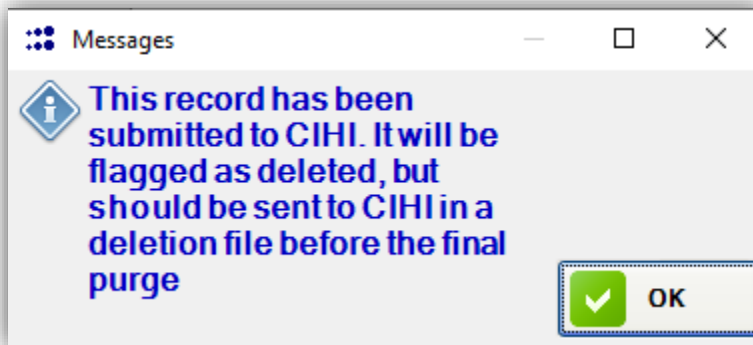 Messages
This record has been
submitted to CIHI. It will be
flagged as deleted, but
should be sent to CIHI in a
deletion file before the final
purge
OK